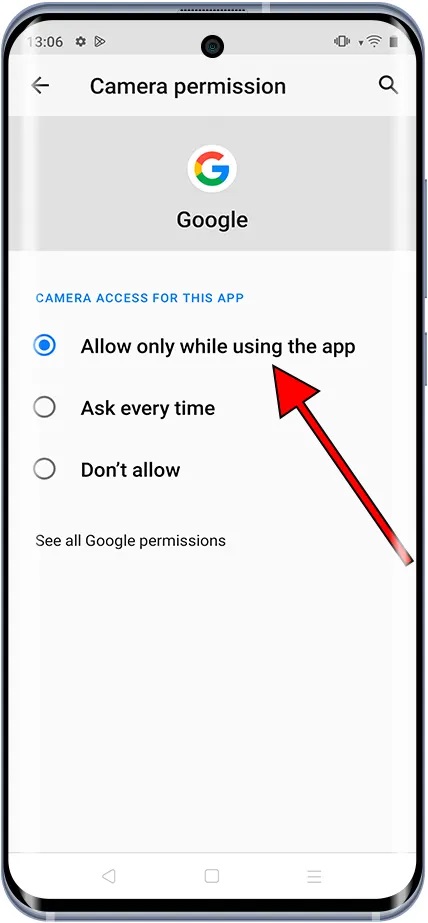 13:06
Camera permission
Google
CAMERA ACCESS FOR THIS APP
Allow only while using the app
Ask every time
Don’t allow
See all Google permissions